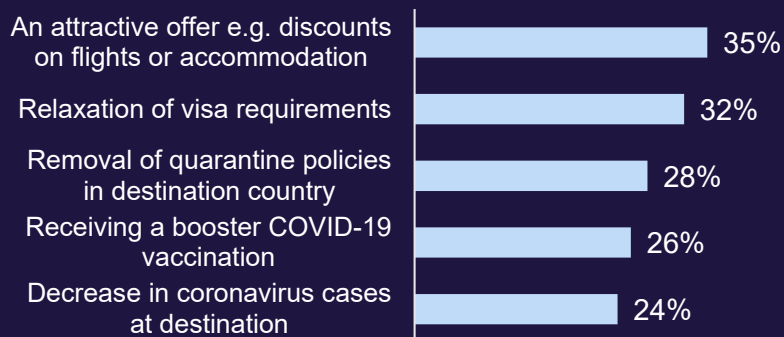 An attractive offer e.g. discounts
on flights or accommodation
35%
Relaxation of visa requirements
32%
Removal of quarantine policies
in destination country
28%
Receiving a booster COVID-19
vaccination
26%
Decrease in coronavirus cases
at destination
24%